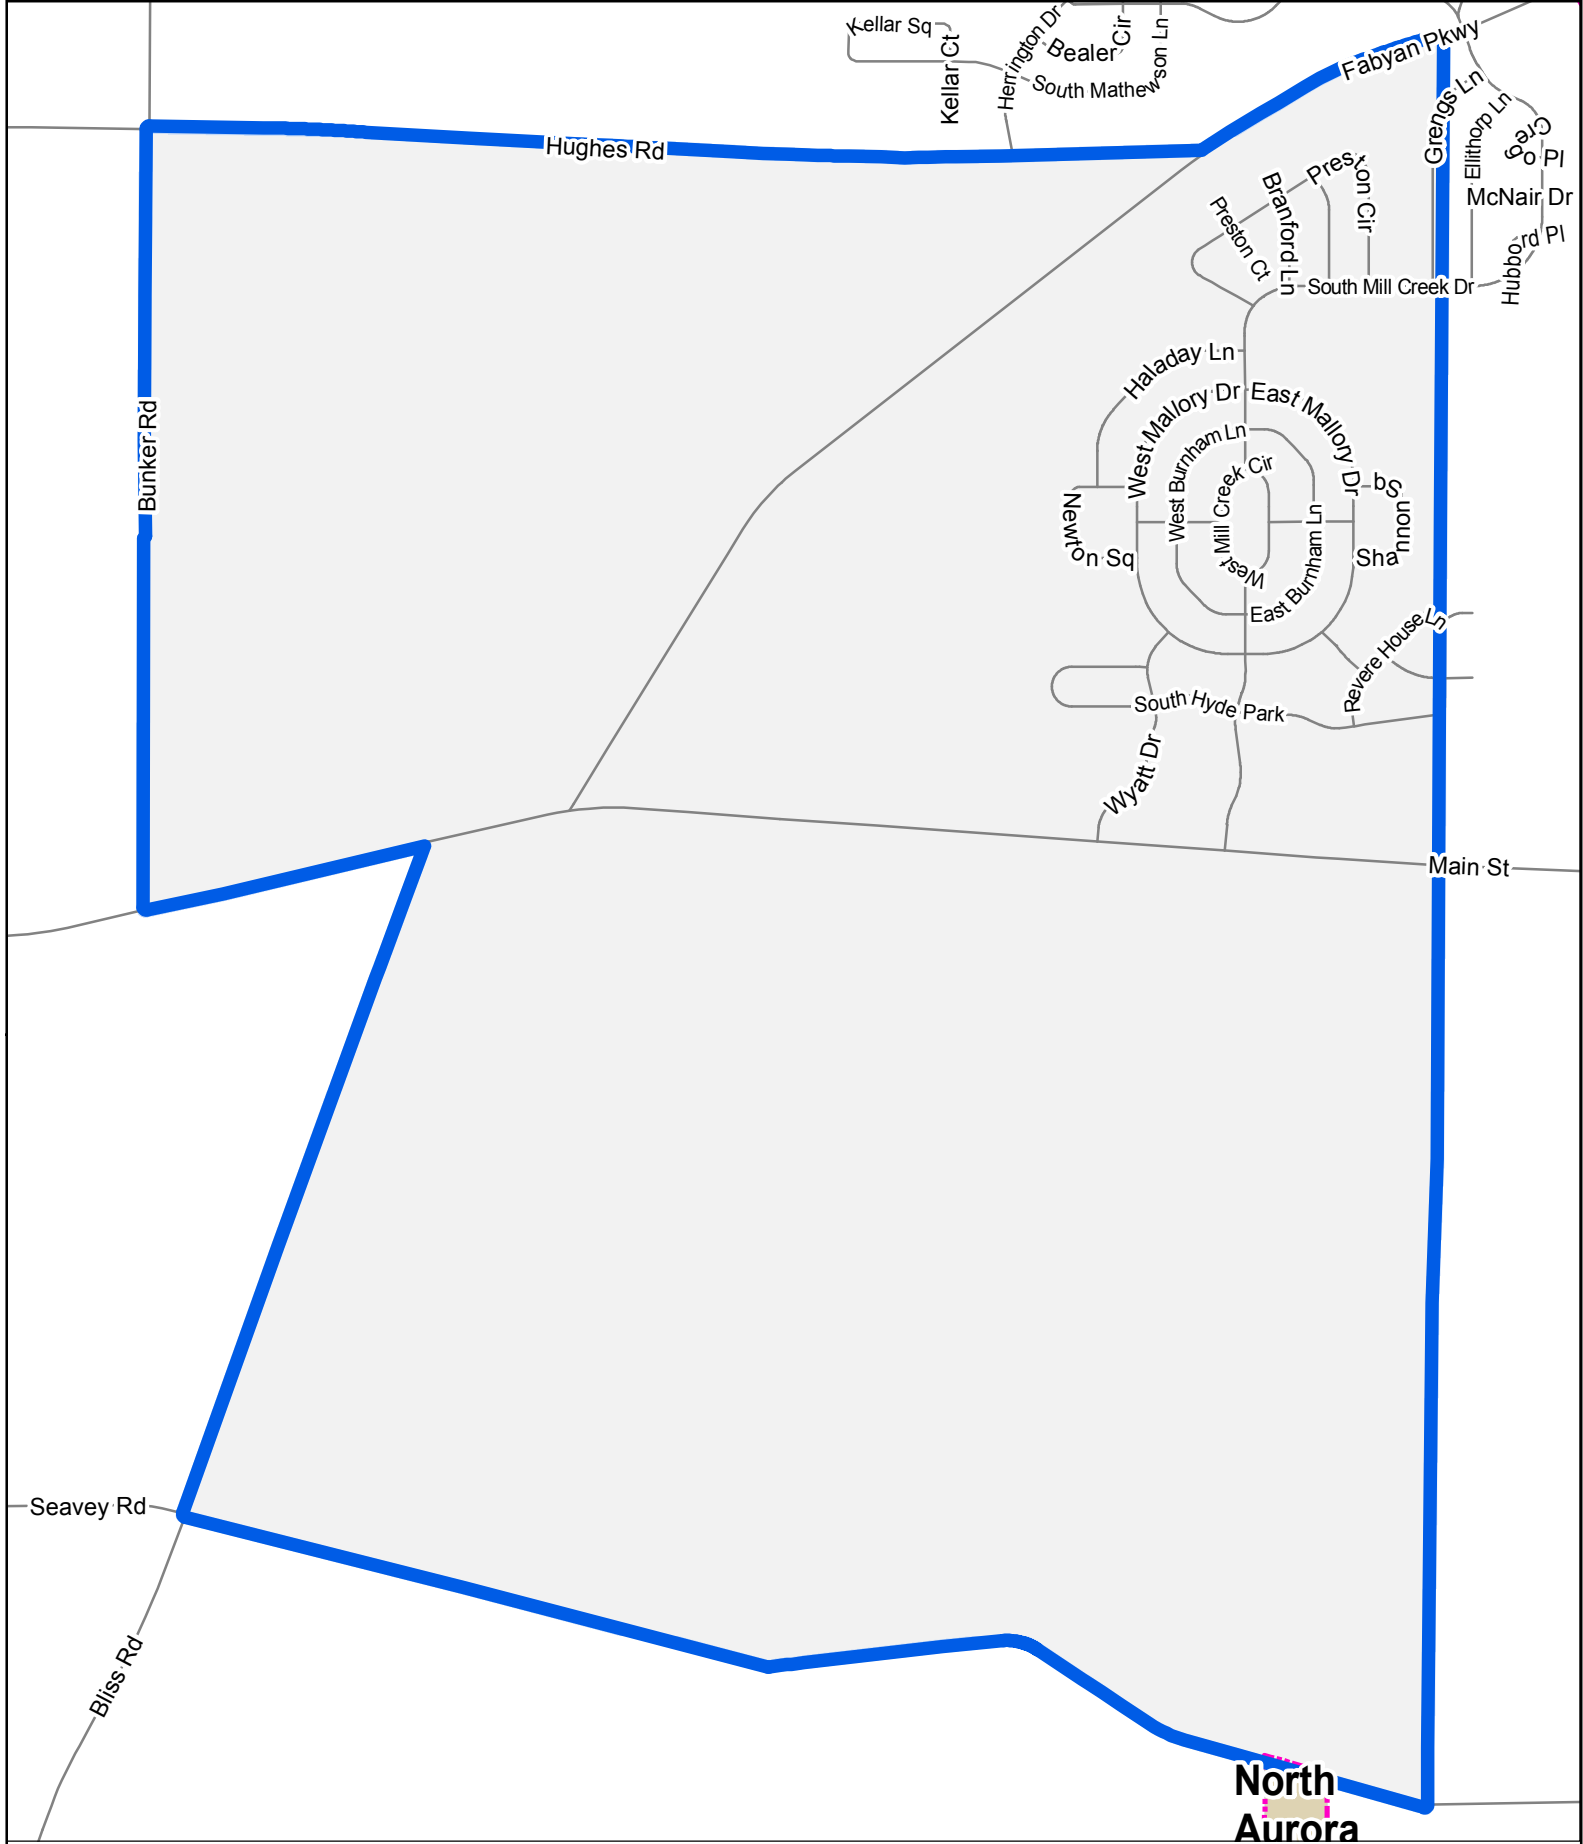 Kellar Sq
Kellar Ct
Herrington Dr
Bealer Cir
South Mathewson Ln
Fabyan Pkwy
Hughes Rd
Grengs Ln
Ellithorp Ln
Crego Pl
McNair Dr
Hubbord Pl
Preston Cir
Branford Ln
Preston Ct
South Mill Creek Dr
Haladay Ln
West Mallory Dr
East Mallory Dr
Bunker Rd
West Burnham Ln
West Mill Creek Cir
Newton Sq
Shannon Sq
East Burnham Ln
Revere House Ln
South Hyde Park
Wyatt Dr
Main St
Seavey Rd
Bliss Rd
North
Aurora